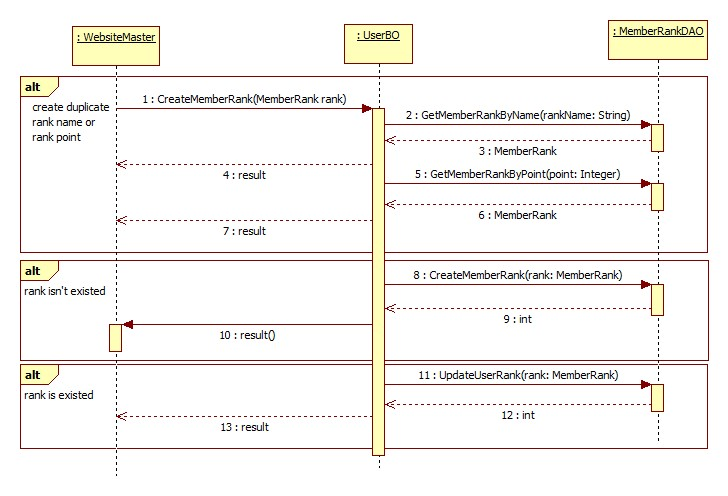 : WebsiteMaster
: UserBO
: MemberRankDAO
alt
create duplicate
rank name or
rank point
1 : CreateMemberRank(MemberRank rank)
2 : GetMemberRankByName(rankName: String)
3 : MemberRank
4 : result
5 : GetMemberRankByPoint(point: Integer)
6 : MemberRank
7 : result
alt
rank isn't existed
8 : CreateMemberRank(rank: MemberRank)
9 : int
10 : result()
alt
rank is existed
11 : UpdateUserRank(rank: MemberRank)
12 : int
13 : result